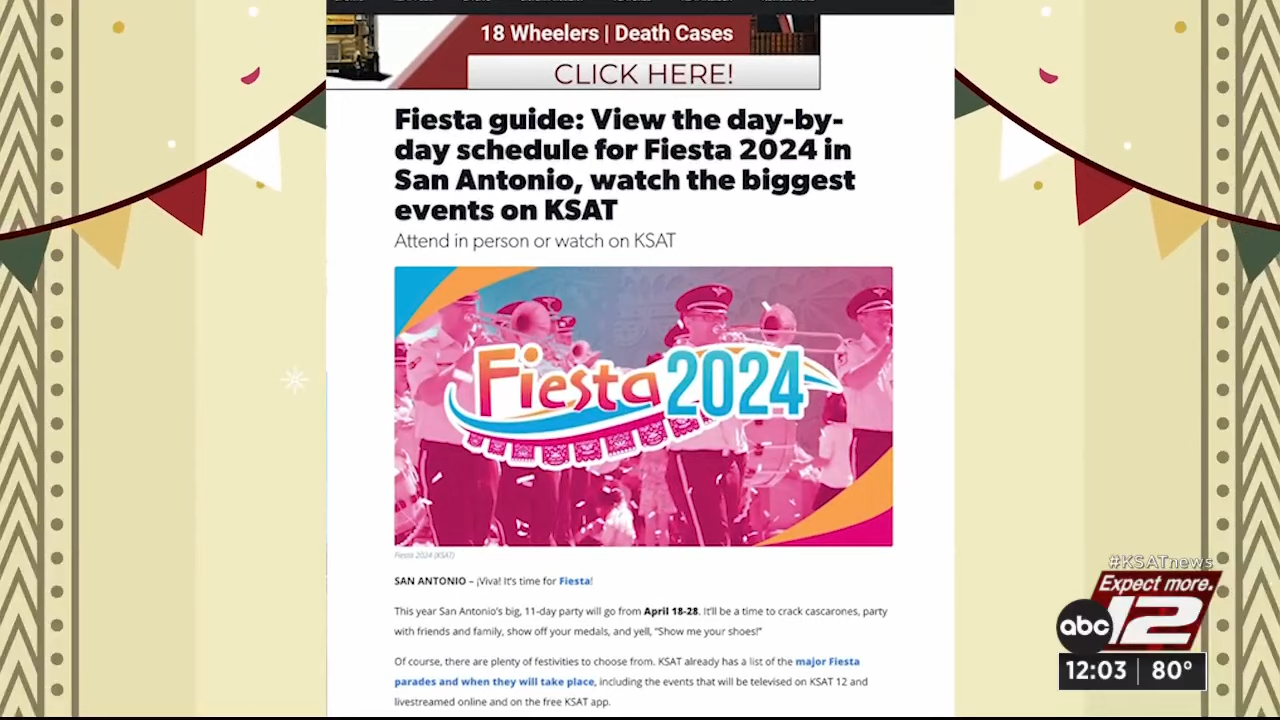 18 Wheelers | Death Cases
CLICK HERE!
Fiesta guide: View the day-by-
day schedule for Fiesta 2024 in
San Antonio, watch the biggest
events on KSAT
Attend in person or watch on KSAT
Fiesta 2024
Fiesta 2024 (KSAT)
SAN ANTONIO – ¡Viva! It's time for Fiesta!
This year San Antonio's big, 11-day party will go from April 18-28. It'll be a time to crack cascarones, party
with friends and family, show off your medals, and yell, "Show me your shoes!"
Of course, there are plenty of festivities to choose from. KSAT already has a list of the major Fiesta
parades and when they will take place, including the events that will be televised on KSAT 12 and
livestreamed online and on the free KSAT app.
#KSATnews
Expect more.
abc 12
12:03 | 80°